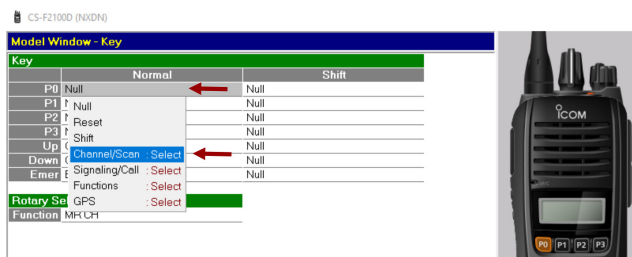 CS-F2100D (NXDN)
Model Window - Key
Key
Normal Shift
P0 Null Null
P1 Null
P2 Null
P3 Null
Up Null
Down Null
Emer Null
Null
Reset
Shift
Channel/Scan : Select
Signaling/Call : Select
Functions : Select
GPS : Select
Rotary
Function MR CH
ICOM
P0 P1 P2 P3